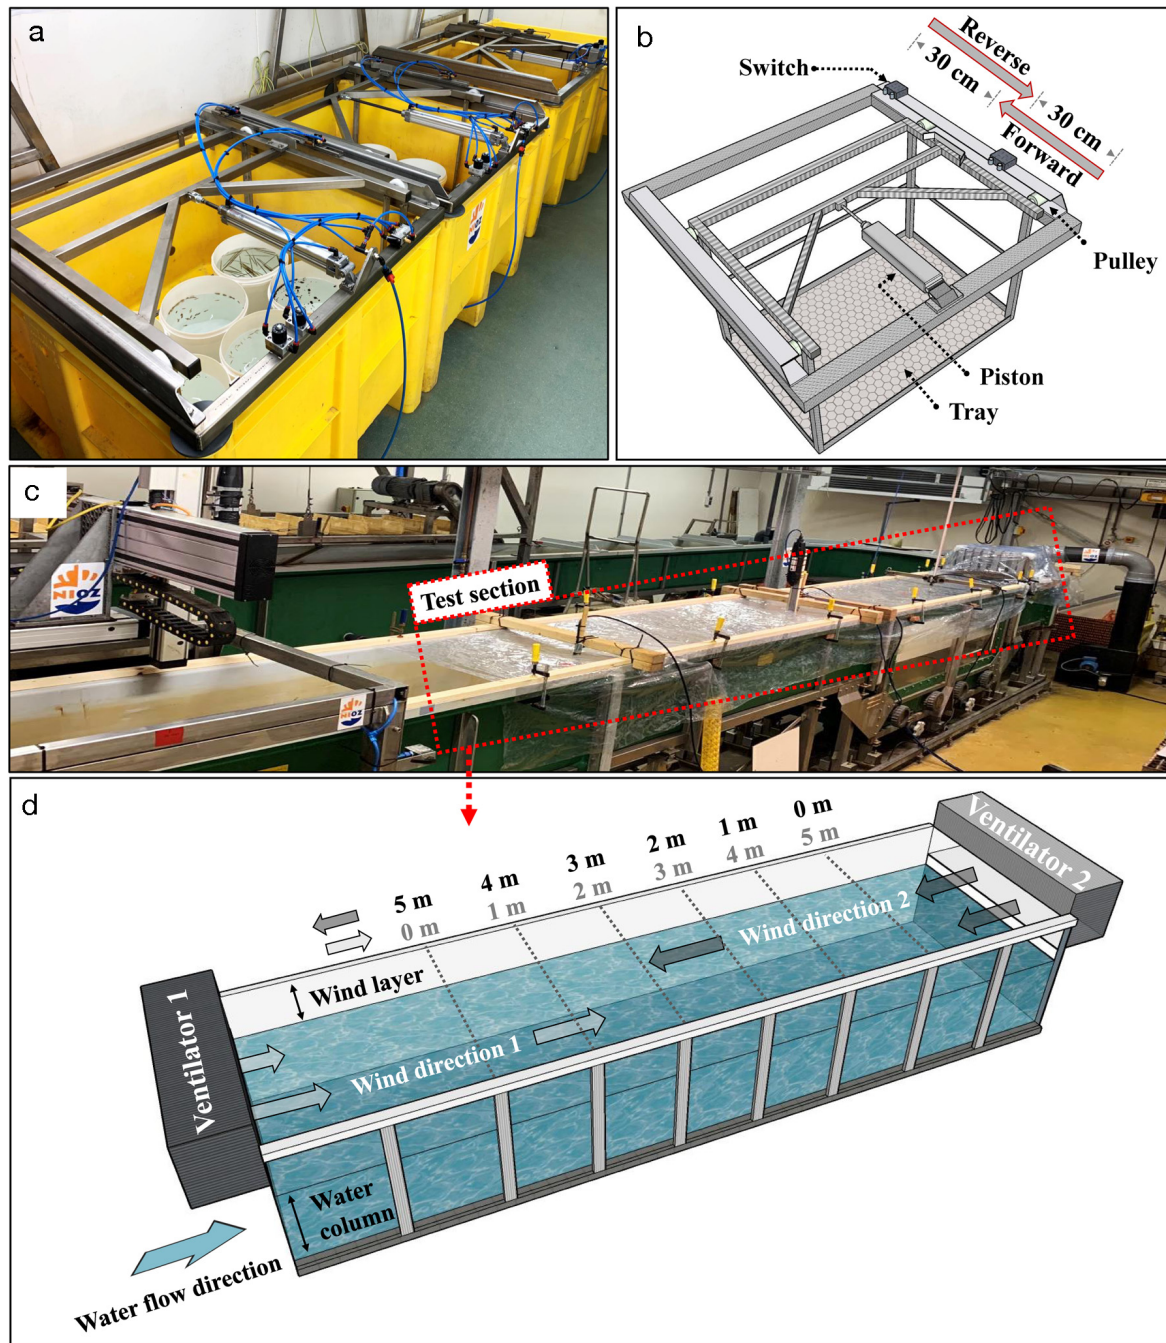 a
NIOZ
b
Switch
Reverse
30 cm
30 cm
Forward
Pulley
Piston
Tray
c
NIOZ
Test section
NIOZ
d
0 m
5 m
1 m
4 m
2 m
3 m
3 m
2 m
4 m
1 m
5 m
0 m
Ventilator 2
Wind direction 2
Wind layer
Ventilator 1
Wind direction 1
Water
column
Water flow direction